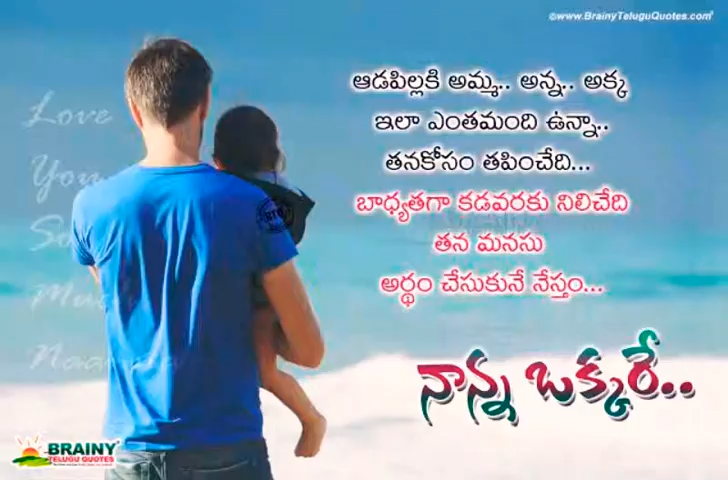 ©www.BrainyTeluguQuotes.com
ఆడపిల్లకి అమ్మ.. అన్న.. అక్క
ఇలా ఎంతమంది ఉన్నా..
తనకోసం తపించేది...
బాధ్యతగా కడవరకు నిలిచేది
తన మనసు
అర్థం చేసుకునే నేస్తం...
నాన్న ఒక్కరే..
Love
You
So
BRAINY
TELUGU QUOTES